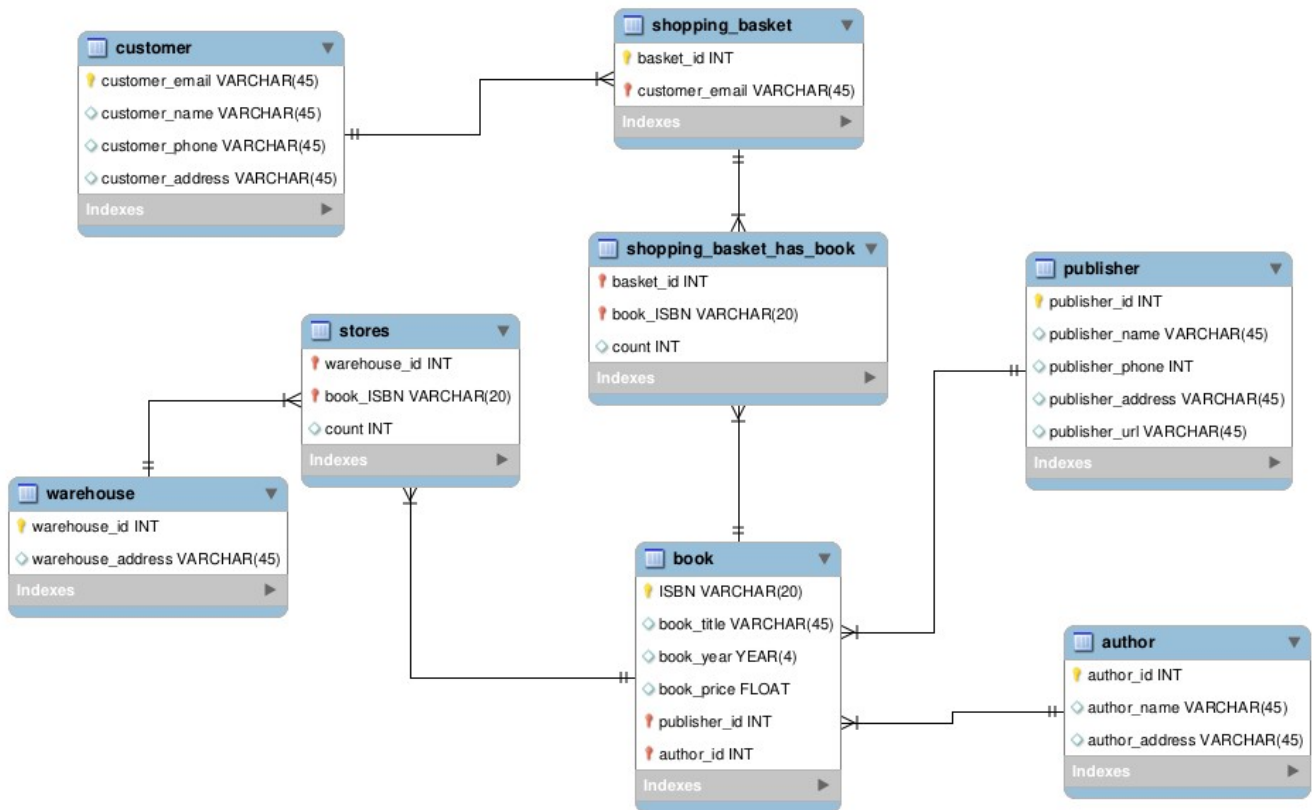 customer
customer_email VARCHAR(45)
customer_name VARCHAR(45)
customer_phone VARCHAR(45)
customer_address VARCHAR(45)
Indexes
shopping_basket
basket_id INT
customer_email VARCHAR(45)
Indexes
shopping_basket_has_book
basket_id INT
book_ISBN VARCHAR(20)
count INT
Indexes
publisher
publisher_id INT
publisher_name VARCHAR(45)
publisher_phone INT
publisher_address VARCHAR(45)
publisher_url VARCHAR(45)
Indexes
stores
warehouse_id INT
book_ISBN VARCHAR(20)
count INT
Indexes
warehouse
warehouse_id INT
warehouse_address VARCHAR(45)
Indexes
book
ISBN VARCHAR(20)
book_title VARCHAR(45)
book_year YEAR(4)
book_price FLOAT
publisher_id INT
author_id INT
Indexes
author
author_id INT
author_name VARCHAR(45)
author_address VARCHAR(45)
Indexes